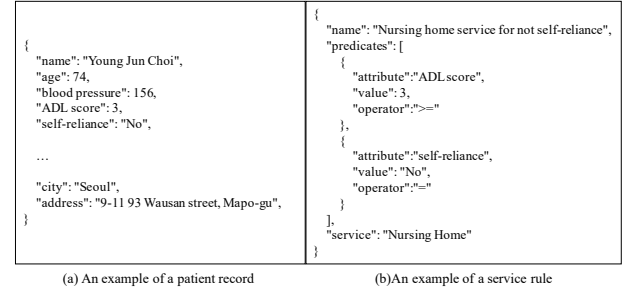 {
"name": "Young Jun Choi",
"age": 74,
"blood pressure": 156,
"ADL score": 3,
"self-reliance": "No",
…
"city": "Seoul",
"address": "9-11 93 Wausan street, Mapo-gu",
}
{
"name": "Nursing home service for not self-reliance",
"predicates": [
{
"attribute":"ADLscore",
"value": 3,
"operator":">="
},
{
"attribute":"self-reliance",
"value": "No",
"operator":"="
}
],
"service": "Nursing Home"
}
(a) An example of a patient record
(b)An example of a service rule